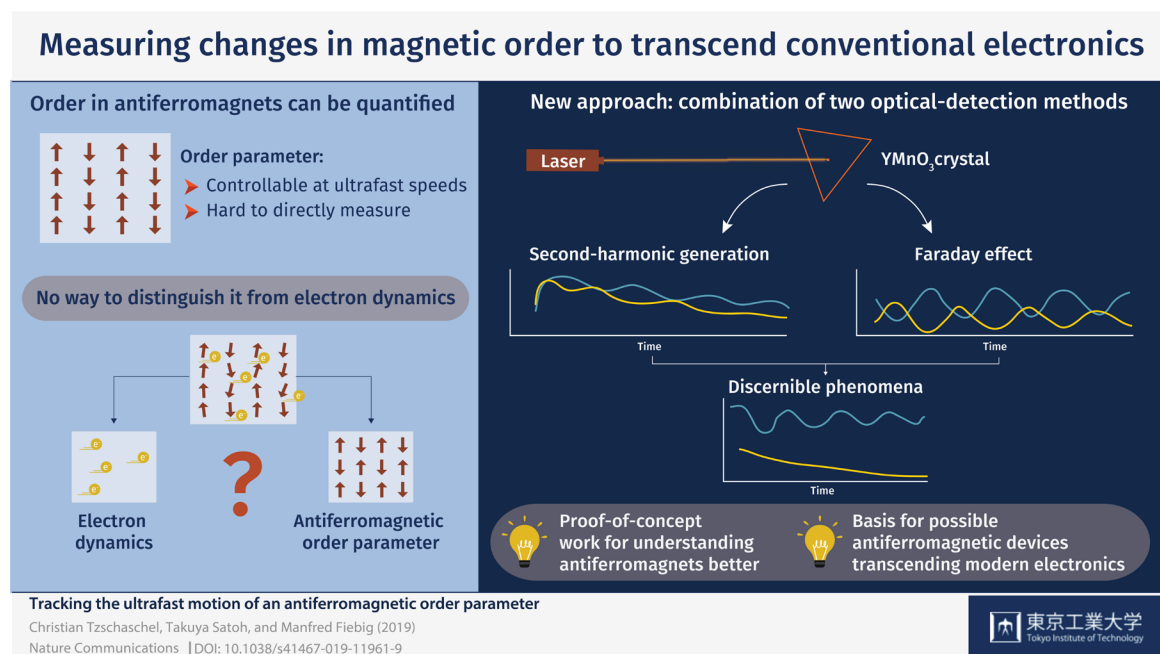 Measuring changes in magnetic order to transcend conventional electronics
Order in antiferromagnets can be quantified
Order parameter:
Controllable at ultrafast speeds
Hard to directly measure
No way to distinguish it from electron dynamics
e⁻
e⁻
e⁻
e⁻
e⁻
e⁻
e⁻
e⁻
e⁻
?
Electron
dynamics
Antiferromagnetic
order parameter
New approach: combination of two optical-detection methods
Laser
YMnO₃crystal
Second-harmonic generation
Time
Faraday effect
Time
Discernible phenomena
Time
Proof-of-concept
work for understanding
antiferromagnets better
Basis for possible
antiferromagnetic devices
transcending modern electronics
Tracking the ultrafast motion of an antiferromagnetic order parameter
Christian Tzschaschel, Takuya Satoh, and Manfred Fiebig (2019)
Nature Communications | DOI: 10.1038/s41467-019-11961-9
東京工業大学
Tokyo Institute of Technology